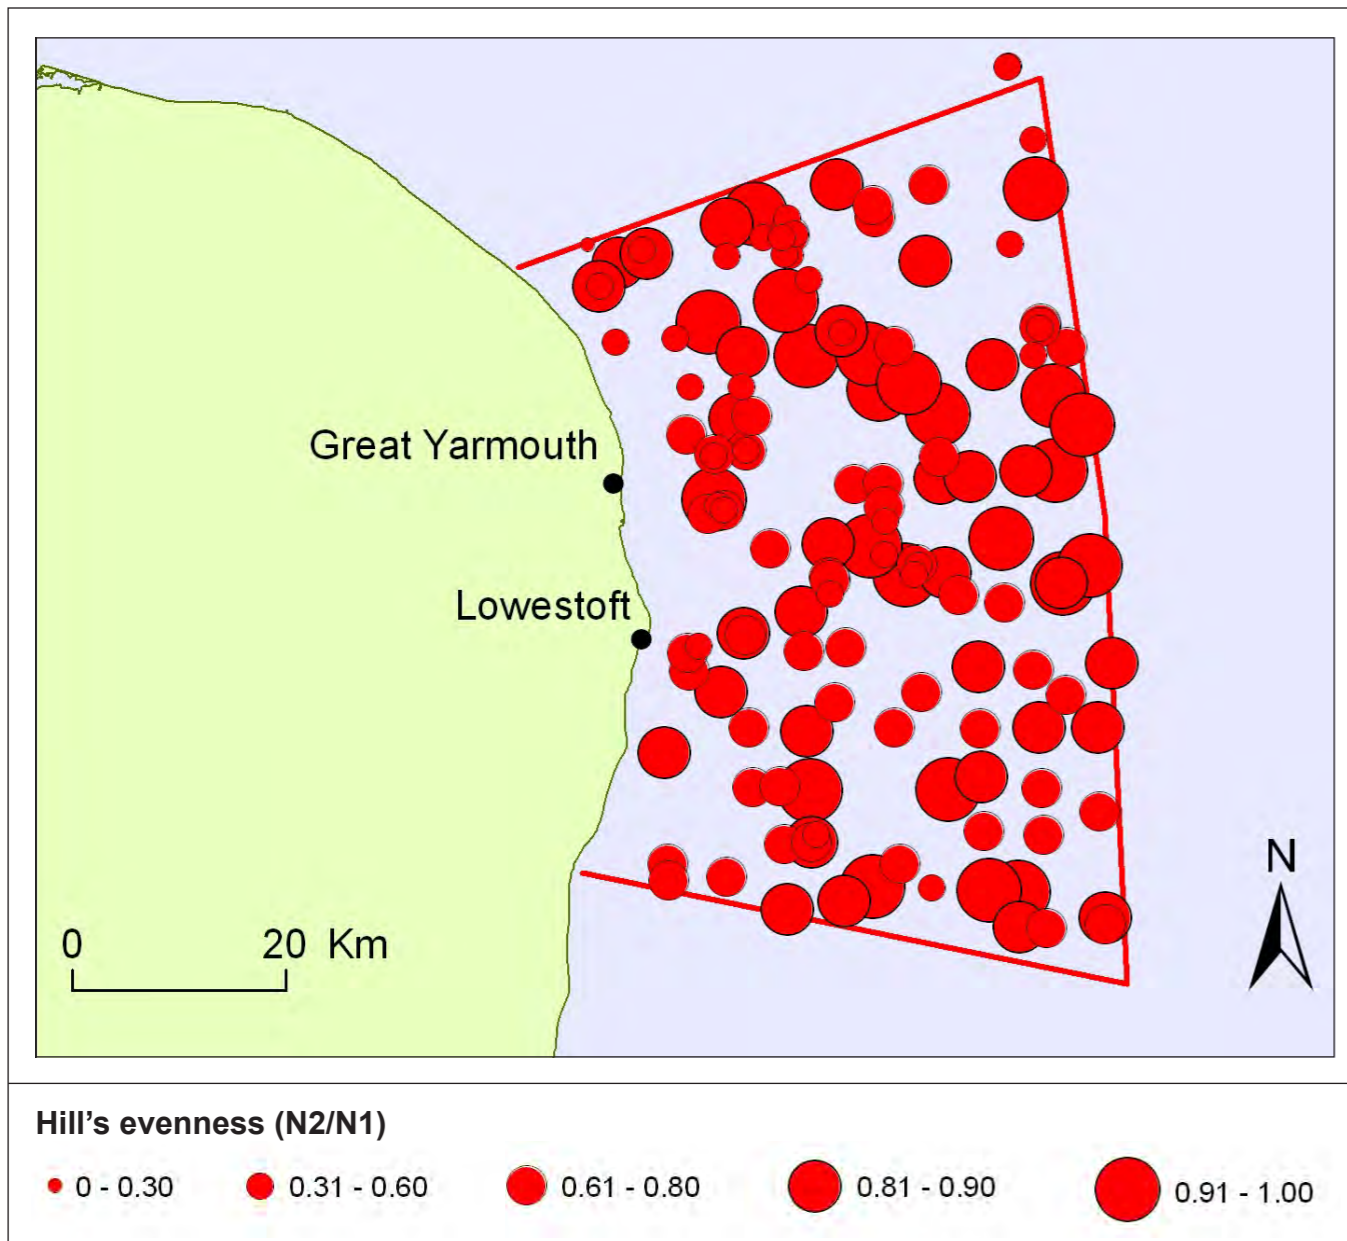 Great Yarmouth
Lowestoft
N
0 20 Km
Hill’s evenness (N2/N1)
0 - 0.30 0.31 - 0.60 0.61 - 0.80 0.81 - 0.90 0.91 - 1.00